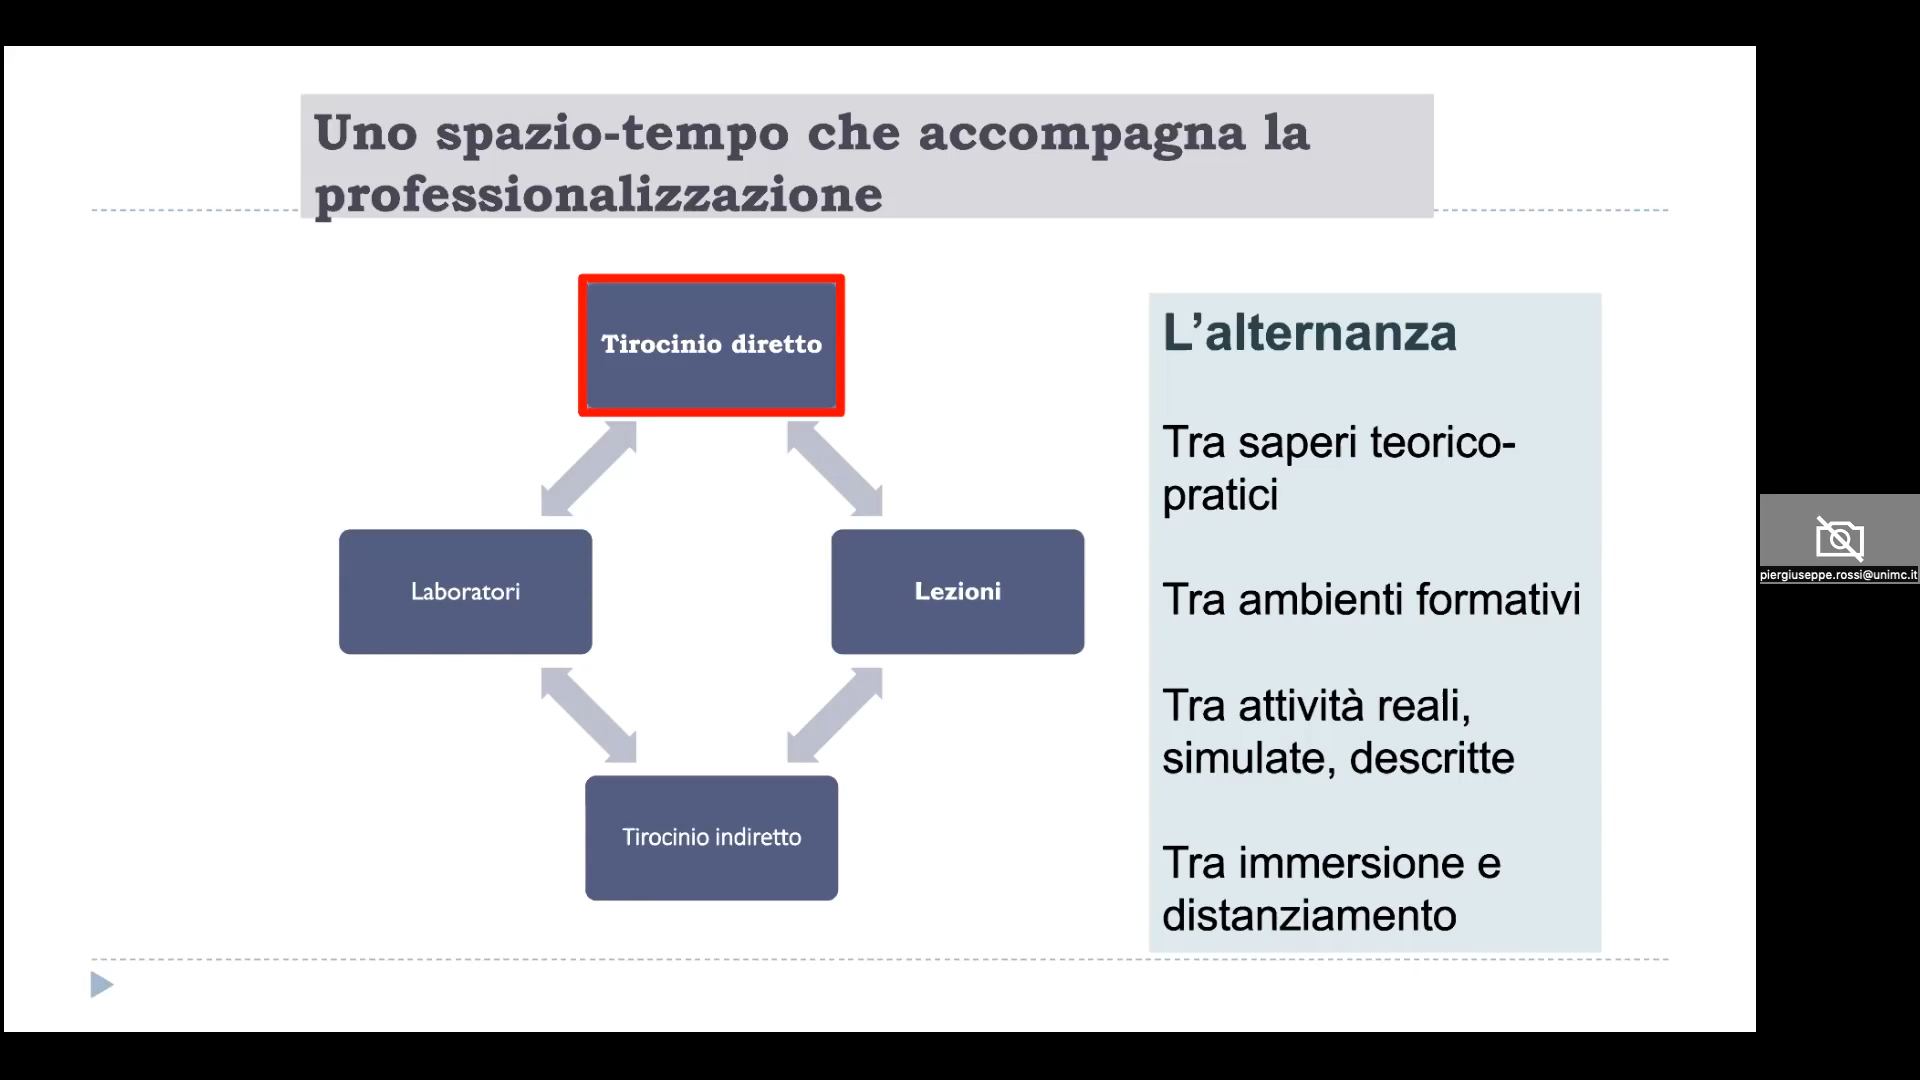 Uno spazio-tempo che accompagna la
professionalizzazione
Tirocinio diretto
Laboratori
Lezioni
Tirocinio indiretto
L’alternanza
Tra saperi teorico-
pratici
Tra ambienti formativi
Tra attività reali,
simulate, descritte
Tra immersione e
distanziamento
piergiuseppe.rossi@unimc.it